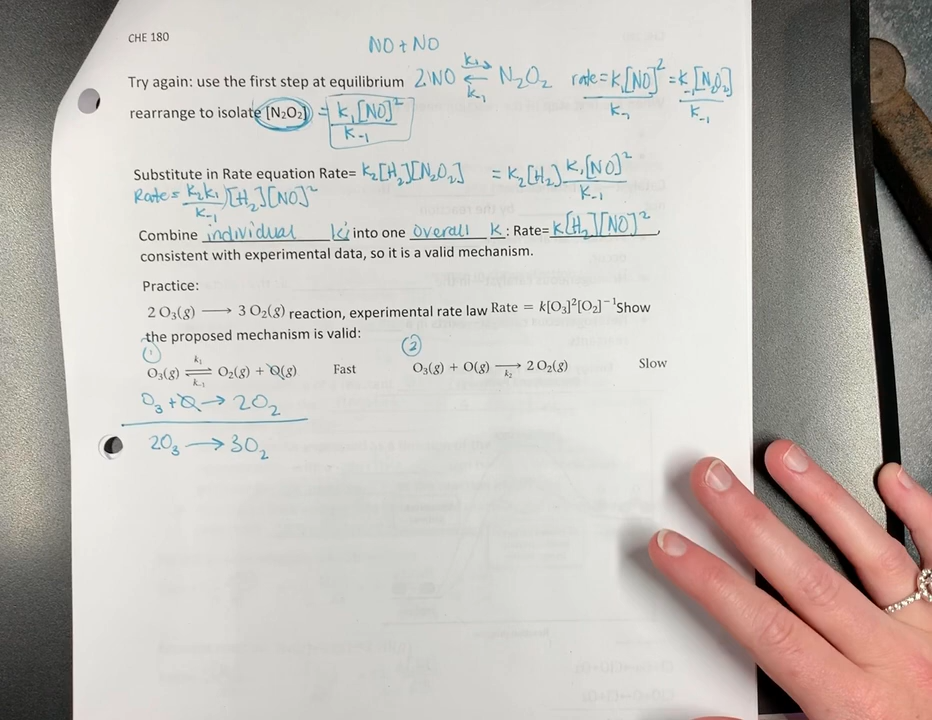 CHE 180
NO + NO
Try again: use the first step at equilibrium 2NO ⇌ N₂O₂ rate = k₁[NO]² = k₋₁[N₂O₂]
k₁
k₋₁
k₋₁ k₋₁
rearrange to isolate [N₂O₂] = k₁[NO]²
k₋₁
Substitute in Rate equation Rate= k₂[H₂][N₂O₂] = k₂[H₂] k₁[NO]²
k₋₁
Rate = k₂k₁ [H₂][NO]²
k₋₁
Combine individual k's into one overall k: Rate= k[H₂][NO]²,
consistent with experimental data, so it is a valid mechanism.
Practice:
2 O₃(g) ⟶ 3 O₂(g) reaction, experimental rate law Rate = k[O₃]²[O₂]⁻¹ Show
the proposed mechanism is valid:
① ②
k₁
O₃(g) ⇌ O₂(g) + O(g) Fast O₃(g) + O(g) ⟶ 2 O₂(g) Slow
k₋₁ k₂
O₃ + O → 2O₂
2O₃ → 3O₂